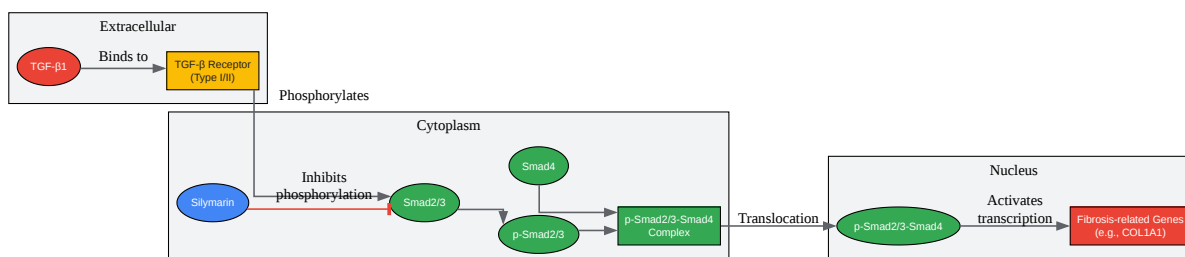 Extracellular
TGF-β1
Binds to
TGF-β Receptor
(Type I/II)
Phosphorylates
Cytoplasm
Silymarin
Inhibits
phosphorylation
Smad2/3
Smad4
p-Smad2/3
p-Smad2/3-Smad4
Complex
Translocation
Nucleus
p-Smad2/3-Smad4
Activates
transcription
Fibrosis-related Genes
(e.g., COL1A1)